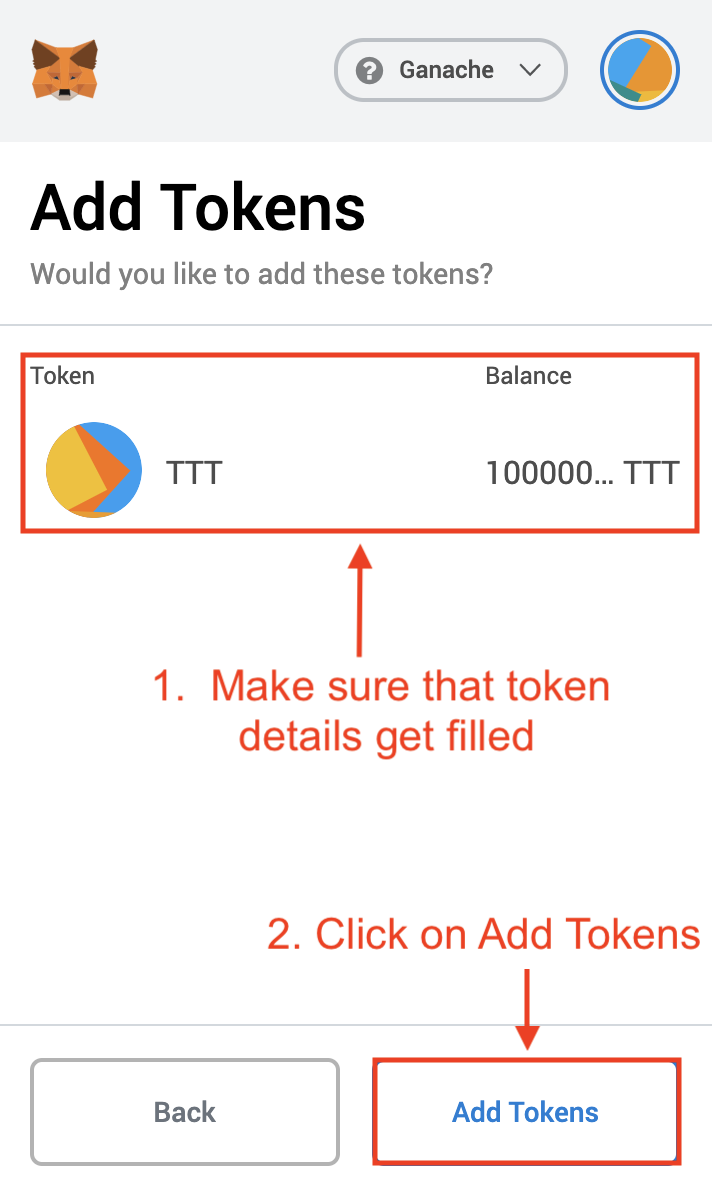 Ganache
Add Tokens
Would you like to add these tokens?
Token Balance
TTT 100000... TTT
1. Make sure that token
details get filled
2. Click on Add Tokens
Back Add Tokens